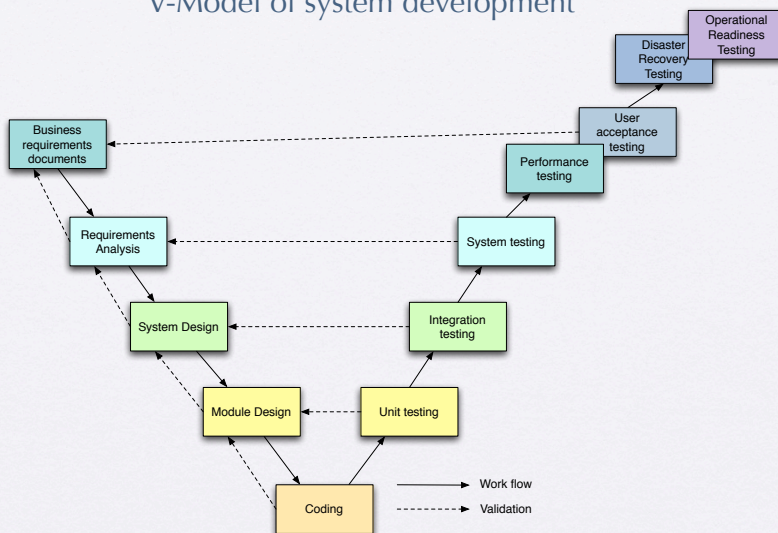 V-Model of system development
Operational
Readiness
Testing
Disaster
Recovery
Testing
User
acceptance
testing
Business
requirements
documents
Performance
testing
Requirements
Analysis
System testing
System Design
Integration
testing
Module Design
Unit testing
Coding
Work flow
Validation